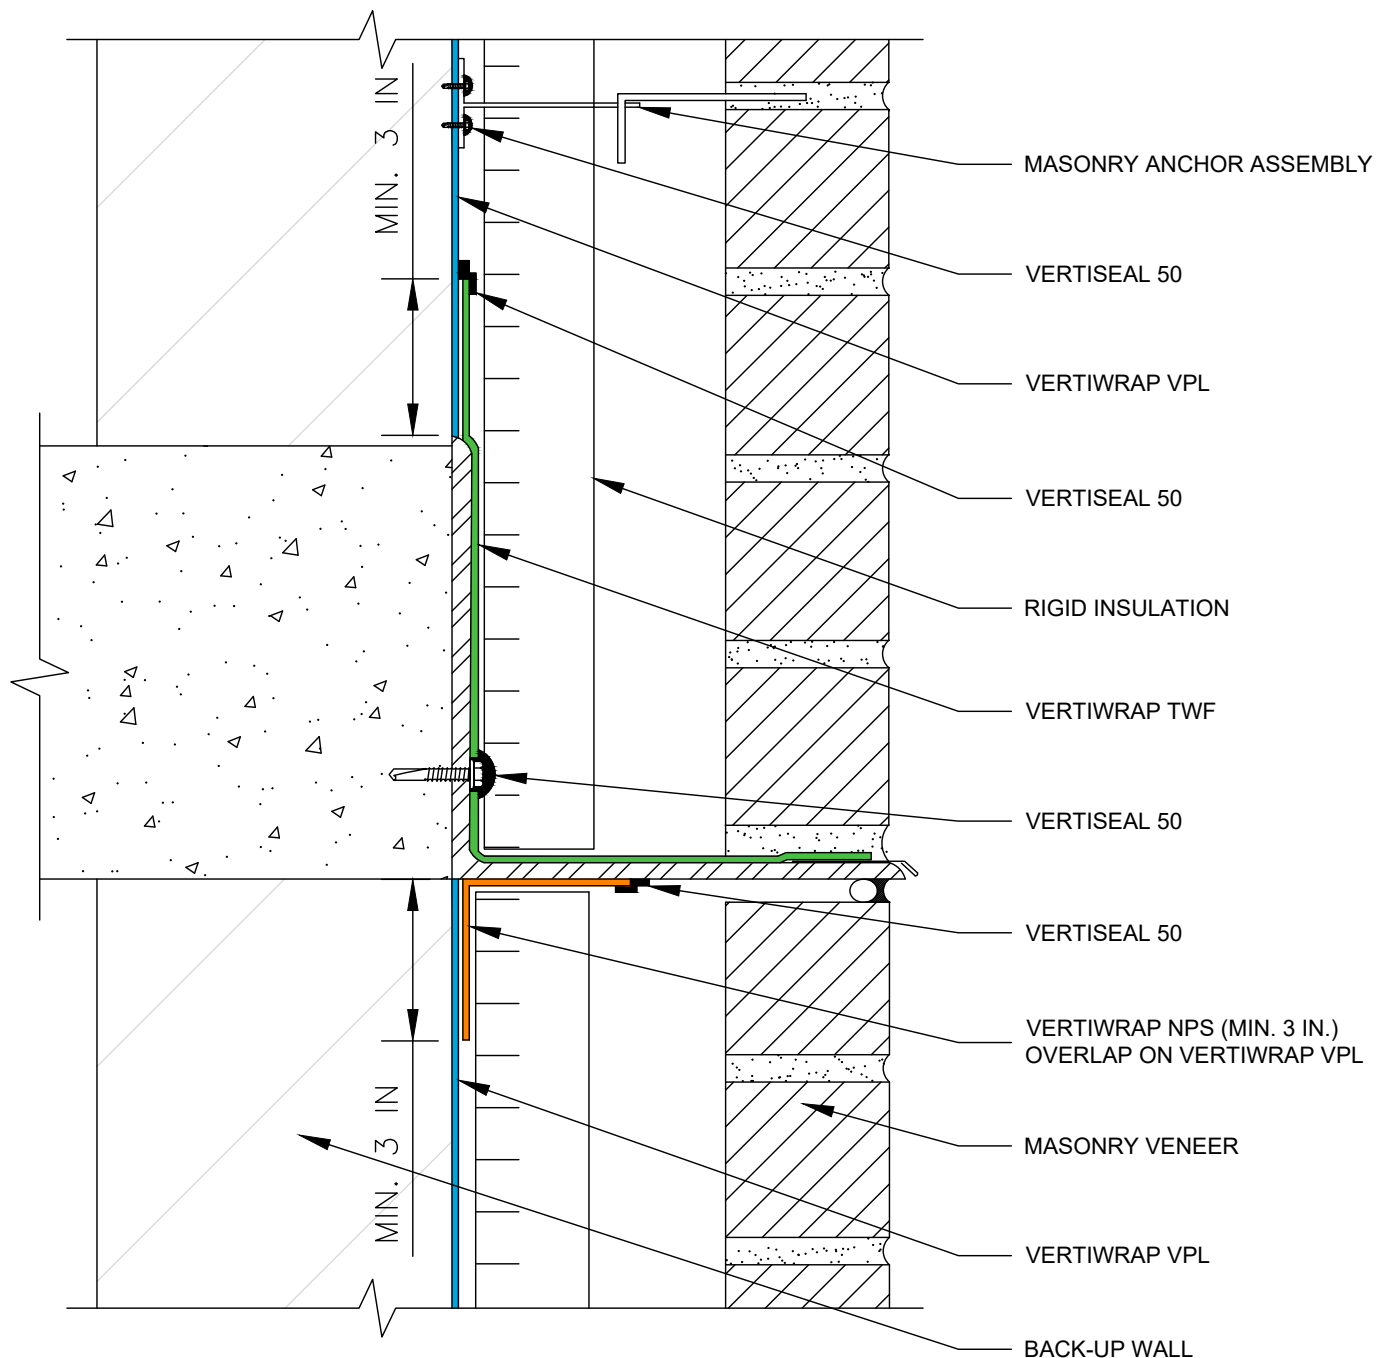 MIN. 3 IN
MASONRY ANCHOR ASSEMBLY
VERTISEAL 50
VERTIWRAP VPL
VERTISEAL 50
RIGID INSULATION
VERTIWRAP TWF
VERTISEAL 50
VERTISEAL 50
VERTIWRAP NPS (MIN. 3 IN.)
OVERLAP ON VERTIWRAP VPL
MIN. 3 IN
MASONRY VENEER
VERTIWRAP VPL
BACK-UP WALL